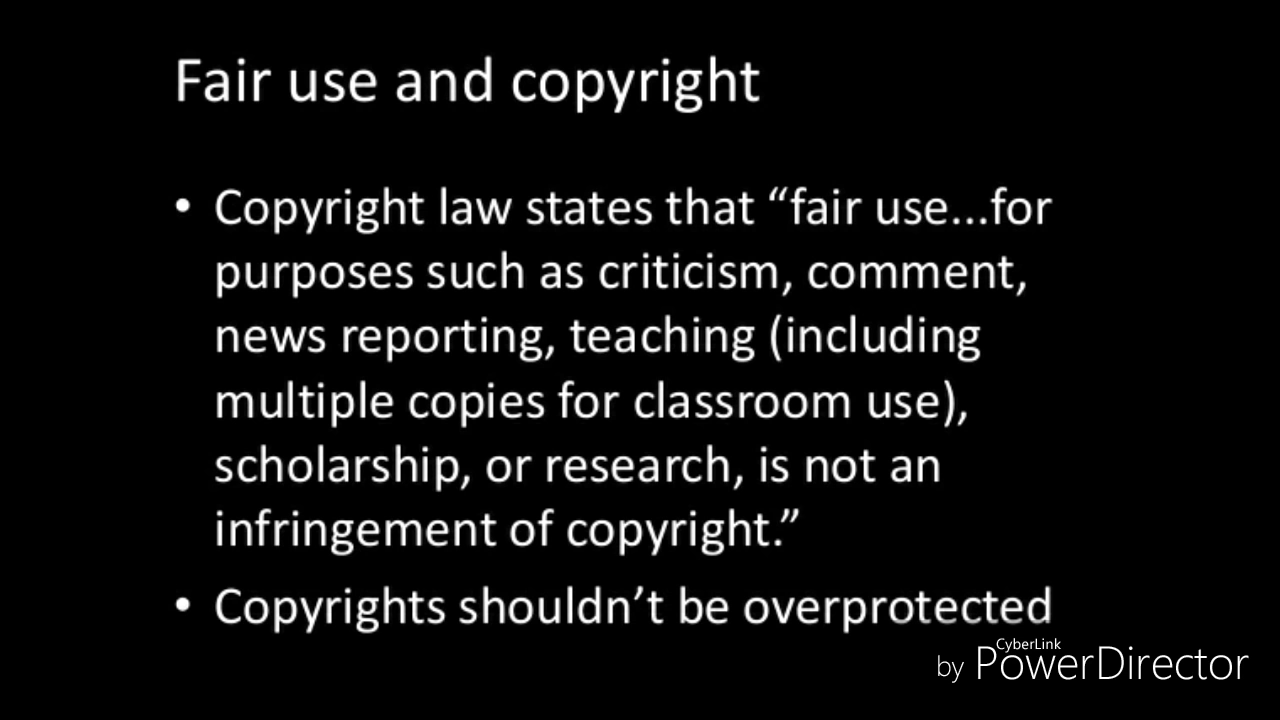 Fair use and copyright
• Copyright law states that “fair use...for
purposes such as criticism, comment,
news reporting, teaching (including
multiple copies for classroom use),
scholarship, or research, is not an
infringement of copyright.”
• Copyrights shouldn’t be overprotected
CyberLink
by PowerDirector